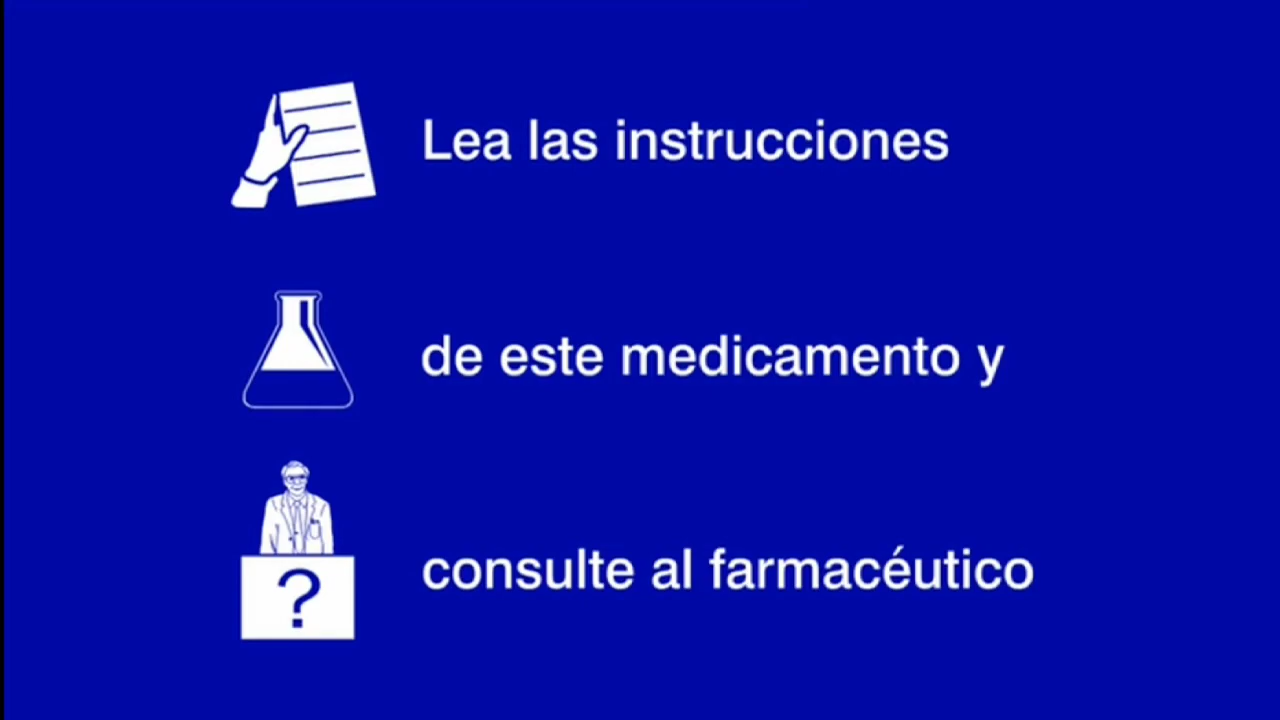 Lea las instrucciones
de este medicamento y
consulte al farmacéutico
?